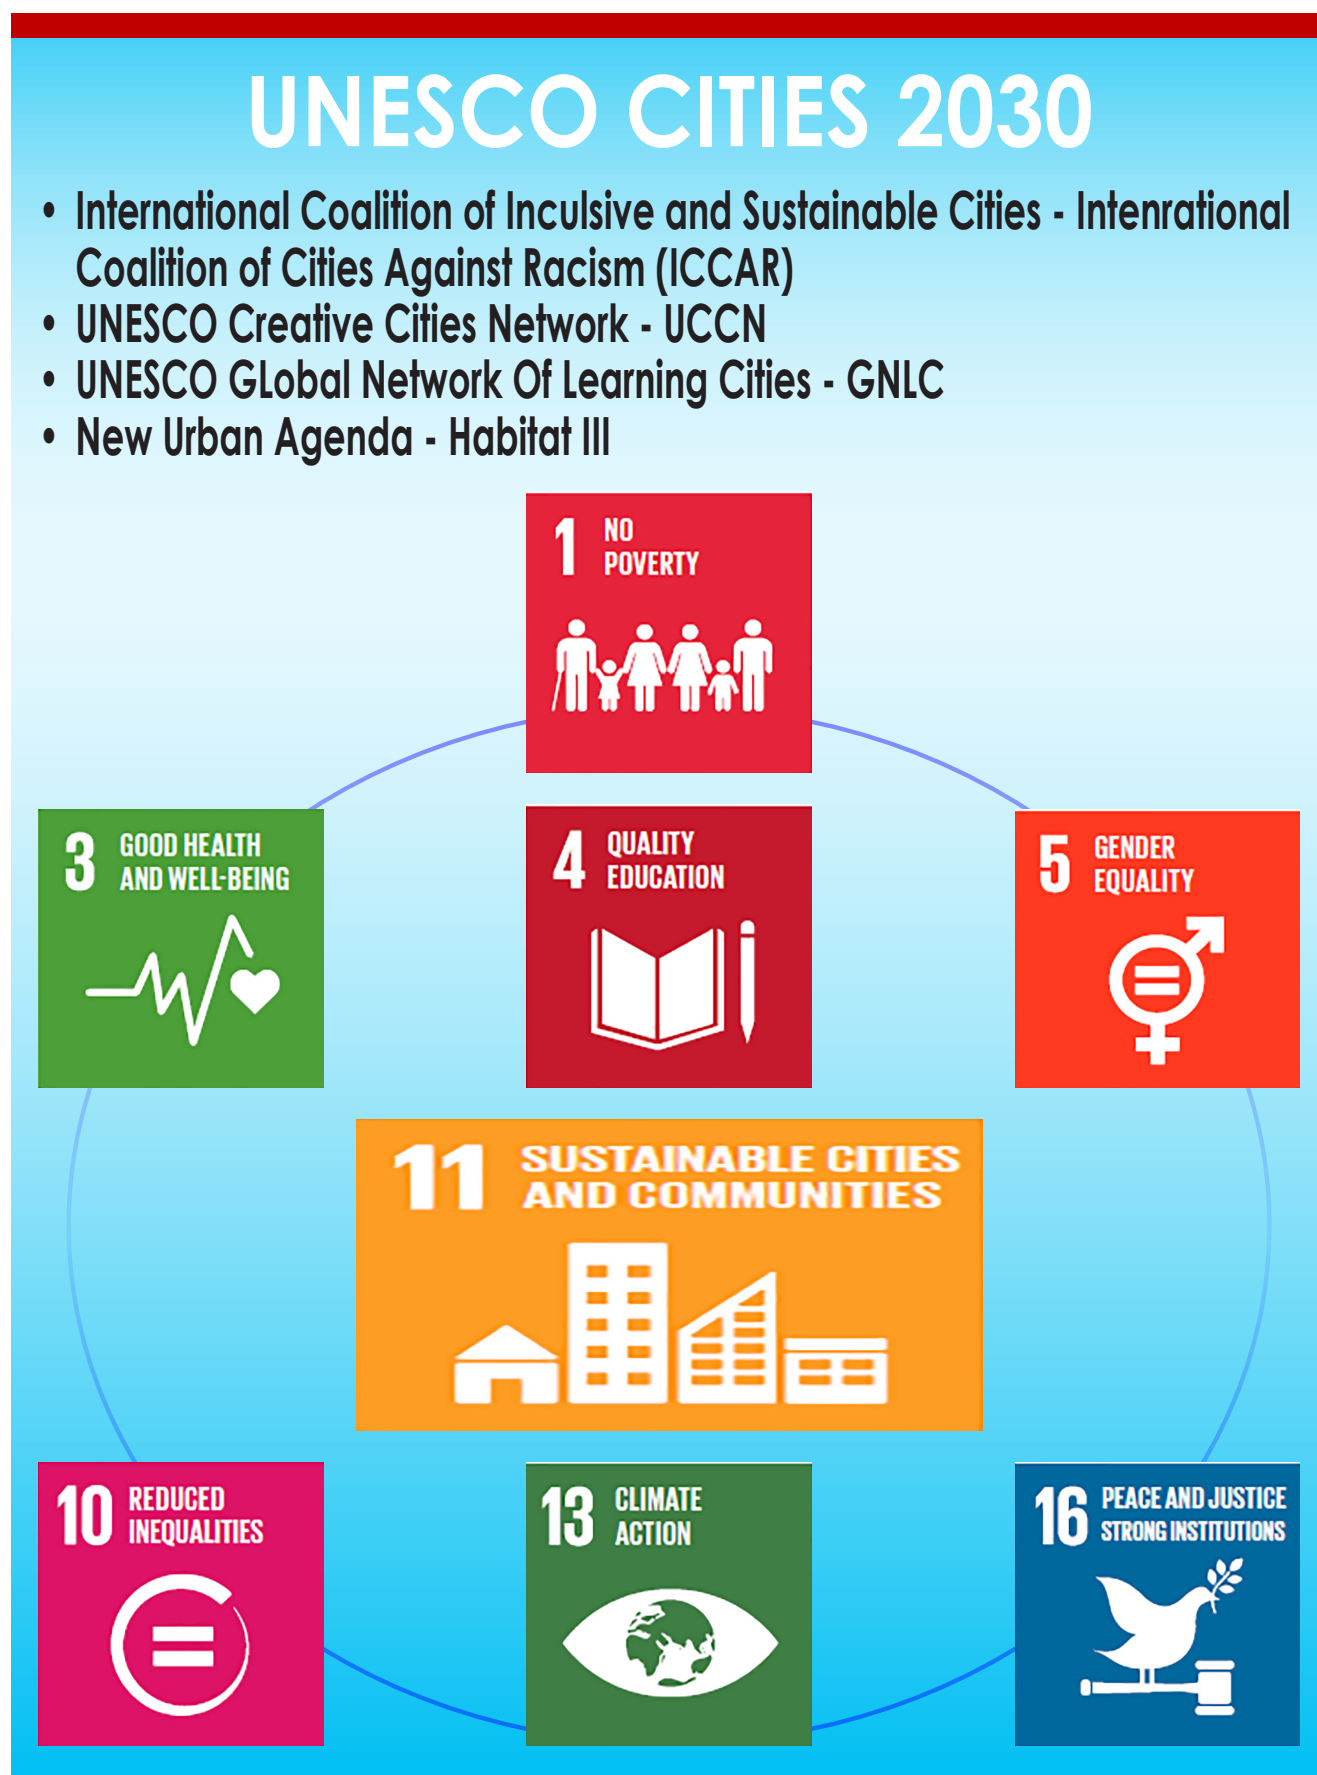 UNESCO CITIES 2030
• International Coalition of Inculsive and Sustainable Cities - Intenrational
Coalition of Cities Against Racism (ICCAR)
• UNESCO Creative Cities Network - UCCN
• UNESCO GLobal Network Of Learning Cities - GNLC
• New Urban Agenda - Habitat III
1 NO
POVERTY
3 GOOD HEALTH
AND WELL-BEING
4 QUALITY
EDUCATION
5 GENDER
EQUALITY
11 SUSTAINABLE CITIES
AND COMMUNITIES
10 REDUCED
INEQUALITIES
13 CLIMATE
ACTION
16 PEACE AND JUSTICE
STRONG INSTITUTIONS